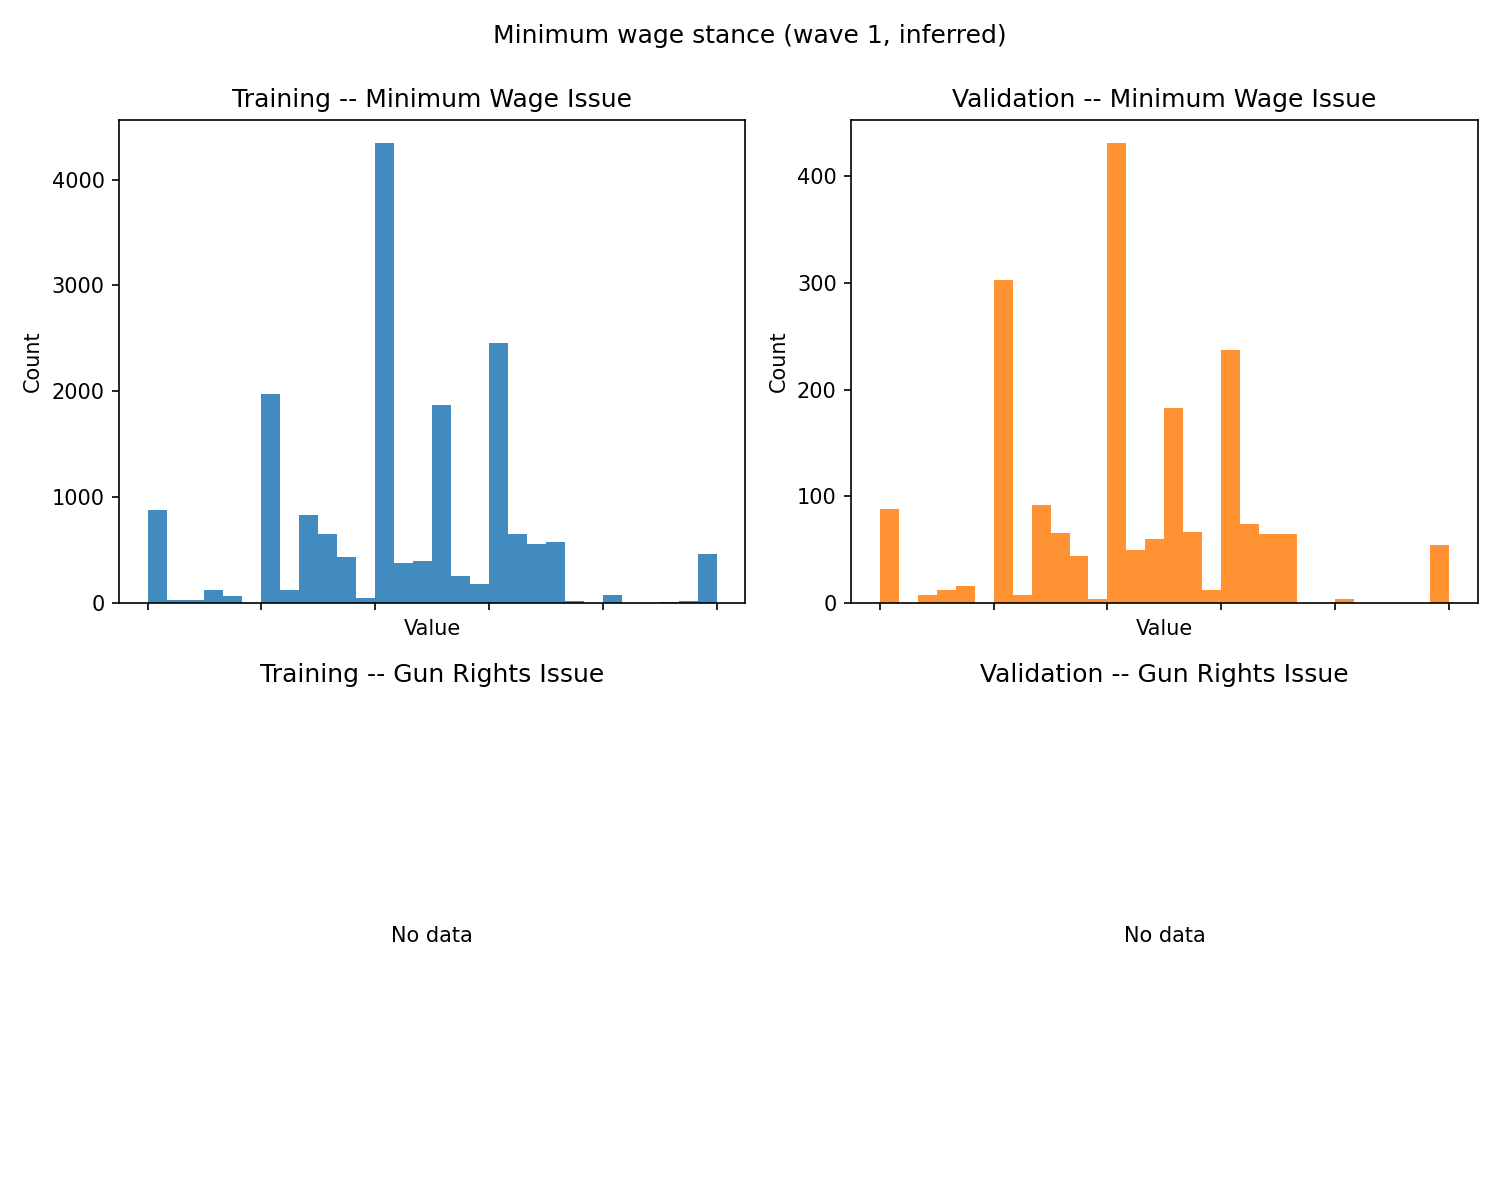 Minimum wage stance (wave 1, inferred)
Training -- Minimum Wage Issue
Count
4000
3000
2000
1000
0
Value
Validation -- Minimum Wage Issue
Count
400
300
200
100
0
Value
Training -- Gun Rights Issue
No data
Validation -- Gun Rights Issue
No data